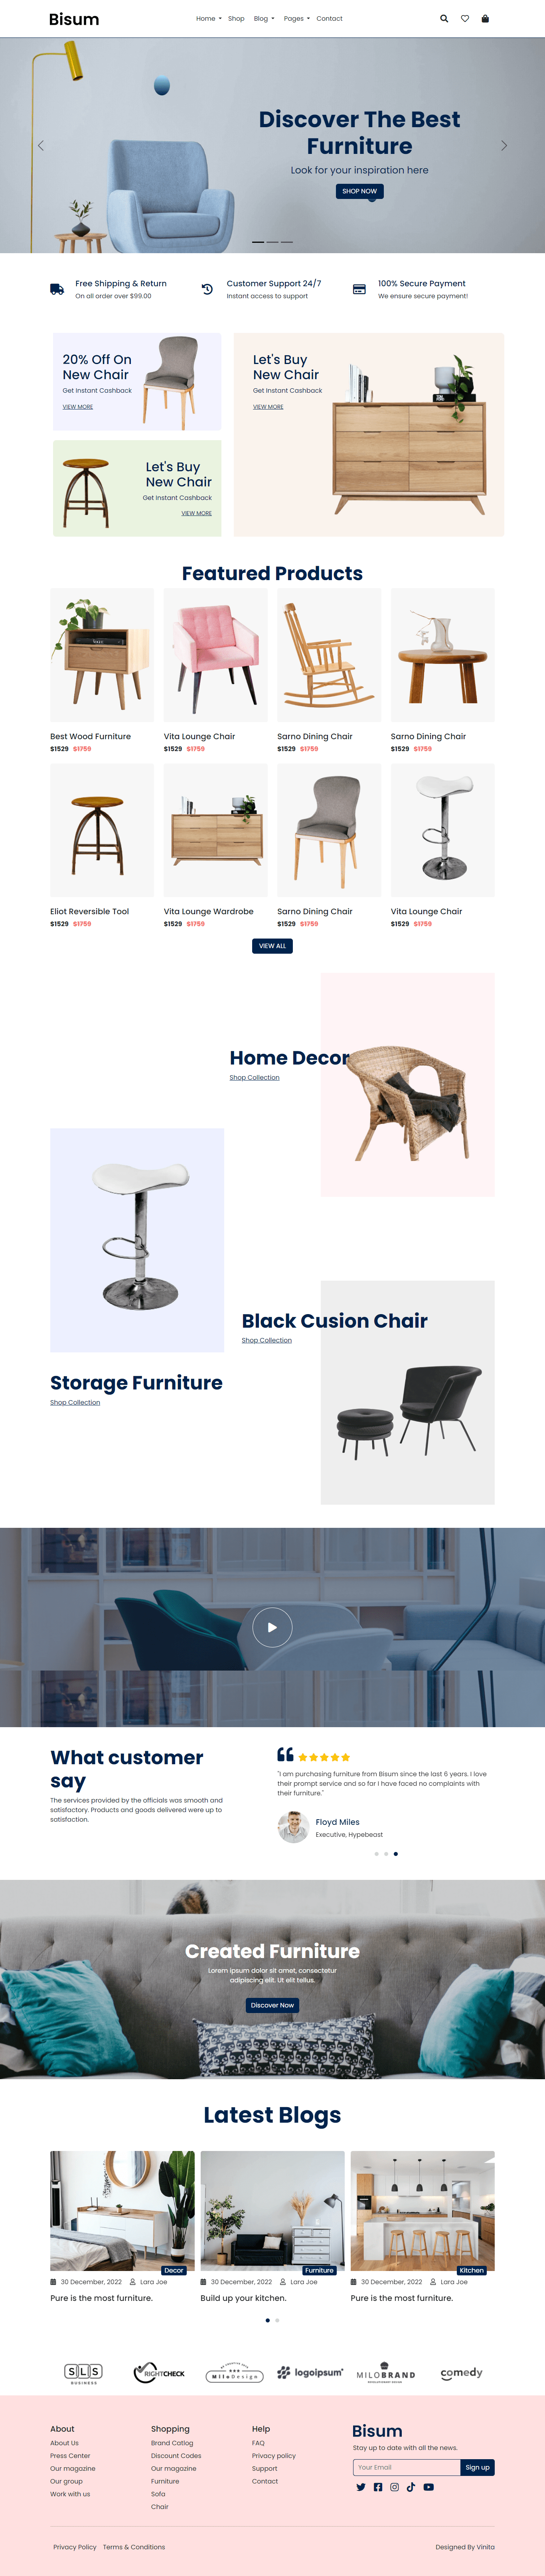 Bisum
Home
Shop
Blog
Pages
Contact
Discover The Best
Furniture
Look for your inspiration here
SHOP NOW
Free Shipping & Return
On all order over $99.00
Customer Support 24/7
Instant access to support
100% Secure Payment
We ensure secure payment!
20% Off On
New Chair
Get Instant Cashback
VIEW MORE
Let's Buy
New Chair
Get Instant Cashback
VIEW MORE
Let's Buy
New Chair
Get Instant Cashback
VIEW MORE
Featured Products
Best Wood Furniture
$1529 $1759
Vita Lounge Chair
$1529 $1759
Sarno Dining Chair
$1529 $1759
Sarno Dining Chair
$1529 $1759
Eliot Reversible Tool
$1529 $1759
Vita Lounge Wardrobe
$1529 $1759
Sarno Dining Chair
$1529 $1759
Vita Lounge Chair
$1529 $1759
VIEW ALL
Home Decor
Shop Collection
Black Cusion Chair
Shop Collection
Storage Furniture
Shop Collection
What customer
say
The services provided by the officials was smooth and
satisfactory. Products and goods delivered were up to
satisfaction.
"I am purchasing furniture from Bisum since the last 6 years. I love
their prompt service and so far I have faced no complaints with
their furniture."
Floyd Miles
Executive, Hypebeast
Created Furniture
Lorem ipsum dolor sit amet, consectetur
adipiscing elit. Ut elit tellus.
Discover Now
Latest Blogs
Decor
30 December, 2022 Lara Joe
Pure is the most furniture.
Furniture
30 December, 2022 Lara Joe
Build up your kitchen.
Kitchen
30 December, 2022 Lara Joe
Pure is the most furniture.
SLS
BUSINESS
RIGHTCHECK
MiloDesign
logoipsum
MILOBRAND
comedy
About
About Us
Press Center
Our magazine
Our group
Work with us
Shopping
Brand Catlog
Discount Codes
Our magazine
Furniture
Sofa
Chair
Help
FAQ
Privacy policy
Support
Contact
Bisum
Stay up to date with all the news.
Your Email
Sign up
Privacy Policy
Terms & Conditions
Designed By Vinita